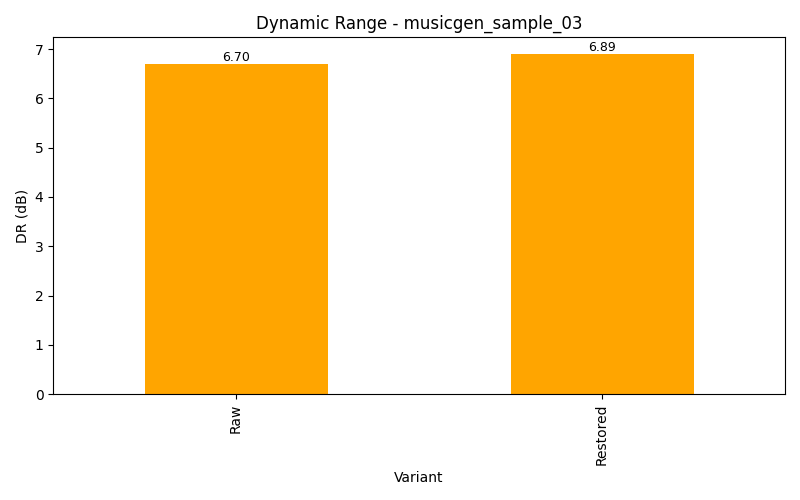 Dynamic Range - musicgen_sample_03
7
6
5
4
3
2
1
0
DR (dB)
6.70
6.89
Raw
Restored
Variant